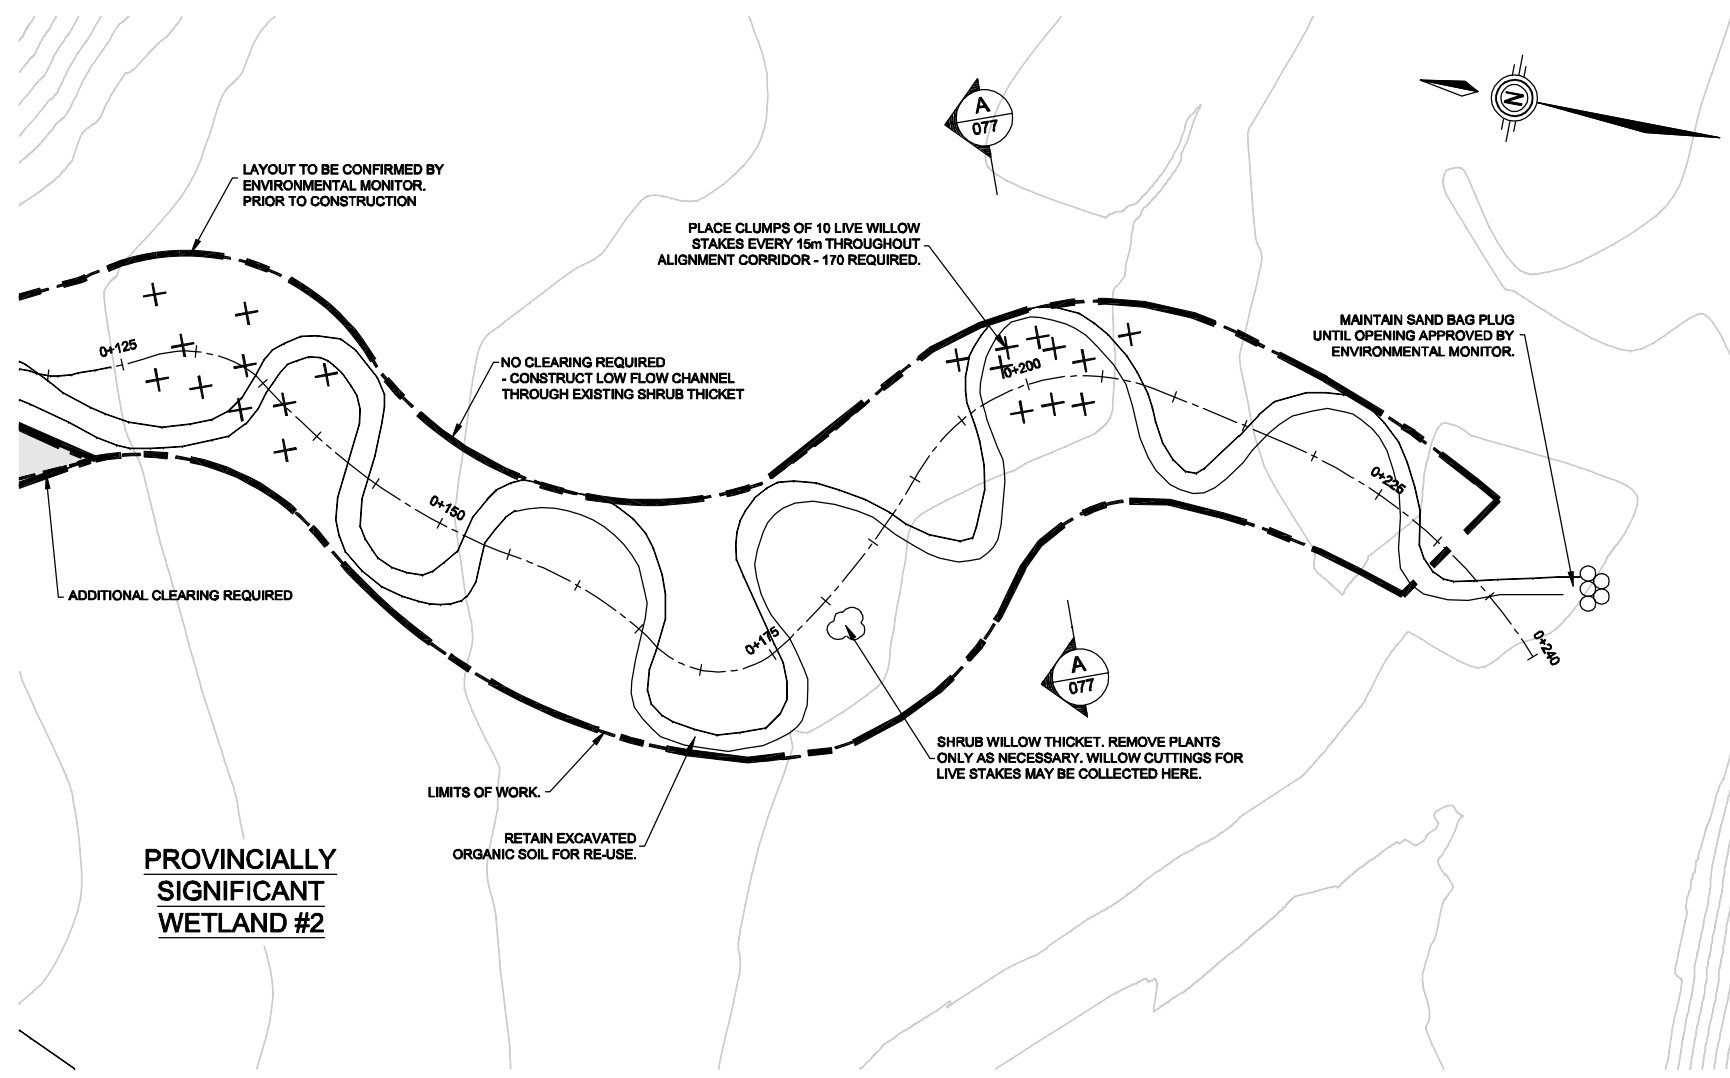 A
077
N
LAYOUT TO BE CONFIRMED BY
ENVIRONMENTAL MONITOR.
PRIOR TO CONSTRUCTION
PLACE CLUMPS OF 10 LIVE WILLOW
STAKES EVERY 15m THROUGHOUT
ALIGNMENT CORRIDOR - 170 REQUIRED.
MAINTAIN SAND BAG PLUG
UNTIL OPENING APPROVED BY
ENVIRONMENTAL MONITOR.
0+125
NO CLEARING REQUIRED
- CONSTRUCT LOW FLOW CHANNEL
THROUGH EXISTING SHRUB THICKET
0+200
0+225
0+150
ADDITIONAL CLEARING REQUIRED
0+175
0+240
A
077
SHRUB WILLOW THICKET. REMOVE PLANTS
ONLY AS NECESSARY. WILLOW CUTTINGS FOR
LIVE STAKES MAY BE COLLECTED HERE.
LIMITS OF WORK.
RETAIN EXCAVATED
ORGANIC SOIL FOR RE-USE.
PROVINCIALLY
SIGNIFICANT
WETLAND #2